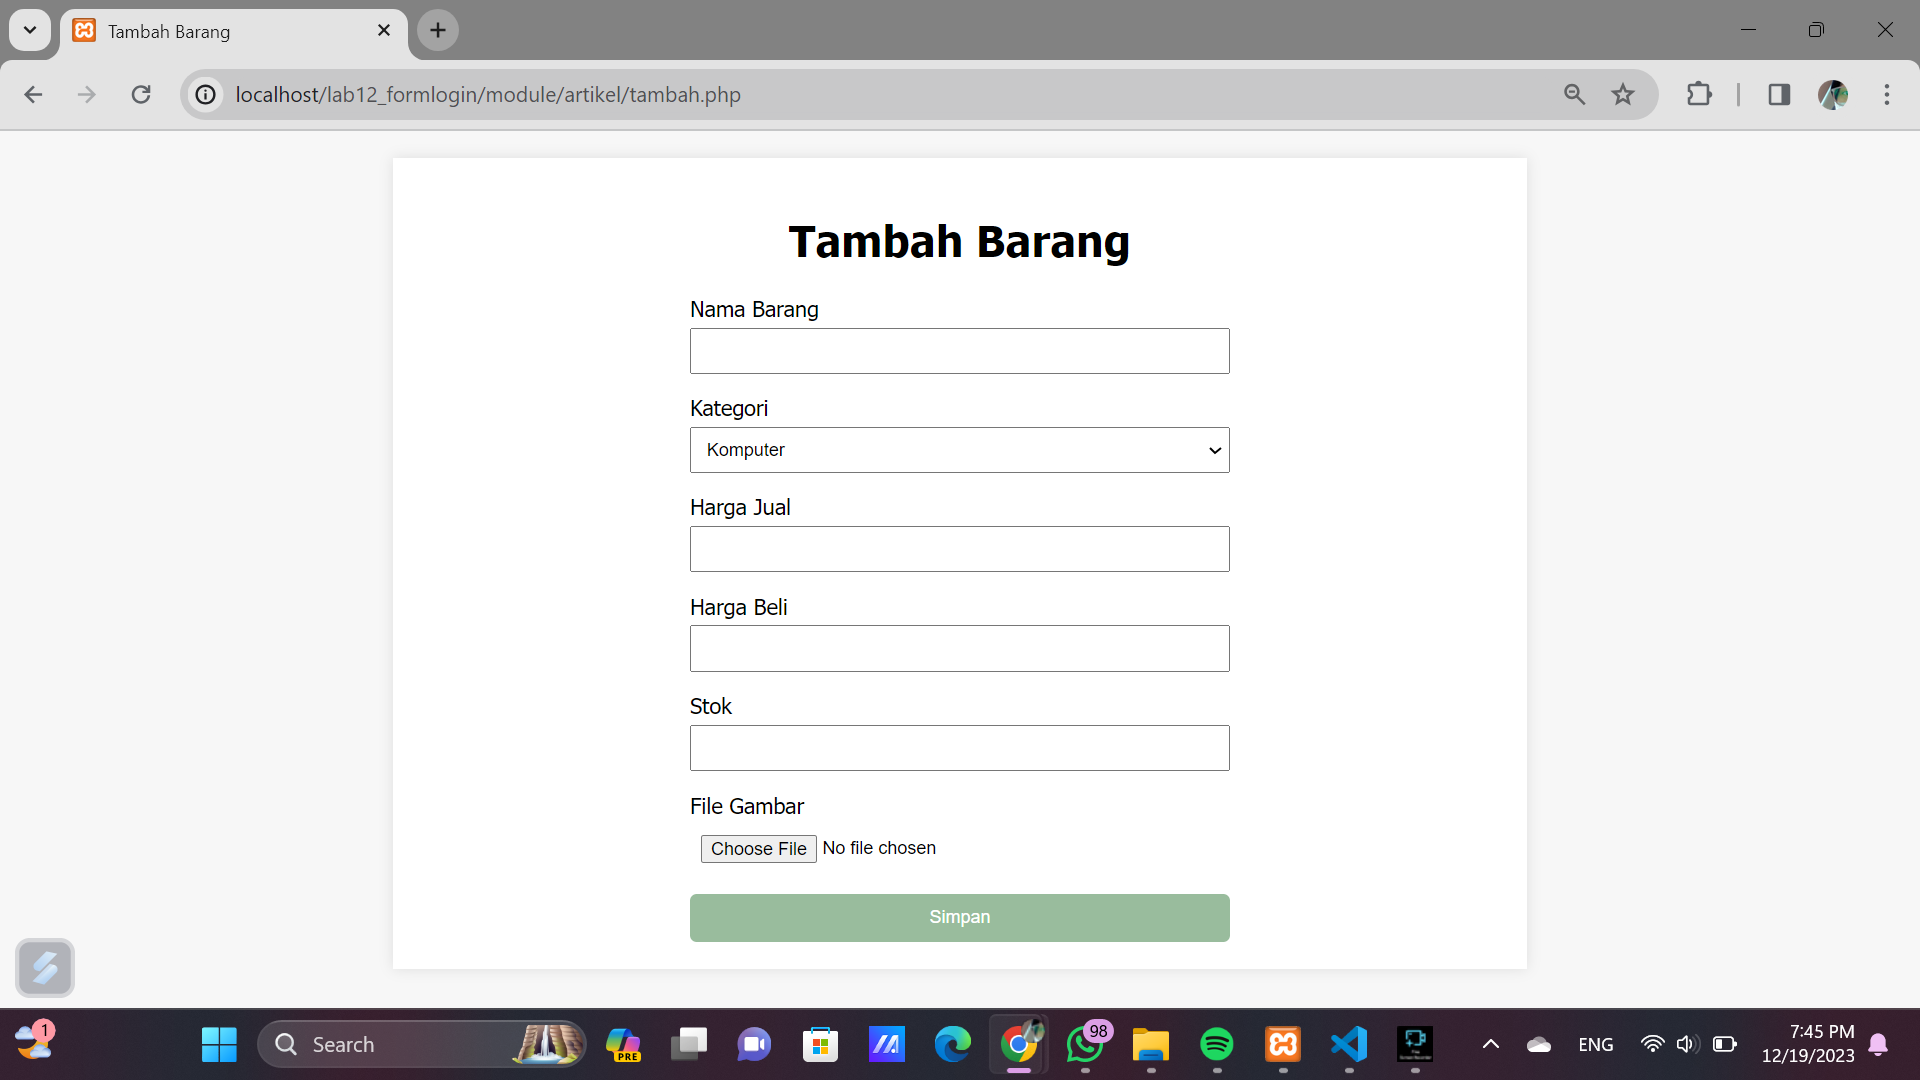 Tambah Barang
localhost/lab12_formlogin/module/artikel/tambah.php
Tambah Barang
Nama Barang
Kategori
Komputer
Harga Jual
Harga Beli
Stok
File Gambar
Choose File No file chosen
Simpan
1
Search
PRE
98
ENG
7:45 PM
12/19/2023